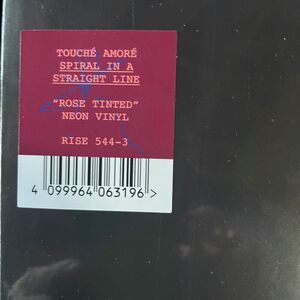 TOUCHÉ AMORÉ
SPIRAL IN A
STRAIGHT LINE
"ROSE TINTED"
NEON VINYL
RISE 544-3
4 099964 063196 >